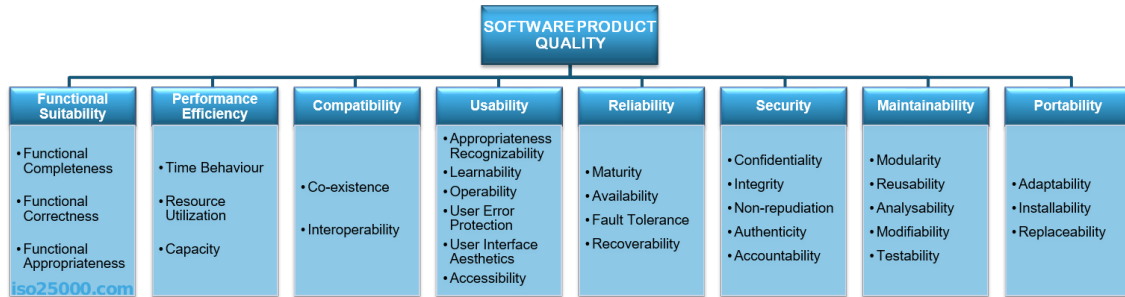 SOFTWARE PRODUCT
QUALITY
Functional
Suitability
• Functional
Completeness
• Functional
Correctness
• Functional
Appropriateness
Performance
Efficiency
• Time Behaviour
• Resource
Utilization
• Capacity
Compatibility
• Co-existence
• Interoperability
Usability
• Appropriateness
Recognizability
• Learnability
• Operability
• User Error
Protection
• User Interface
Aesthetics
• Accessibility
Reliability
• Maturity
• Availability
• Fault Tolerance
• Recoverability
Security
• Confidentiality
• Integrity
• Non-repudiation
• Authenticity
• Accountability
Maintainability
• Modularity
• Reusability
• Analysability
• Modifiability
• Testability
Portability
• Adaptability
• Installability
• Replaceability
iso25000.com